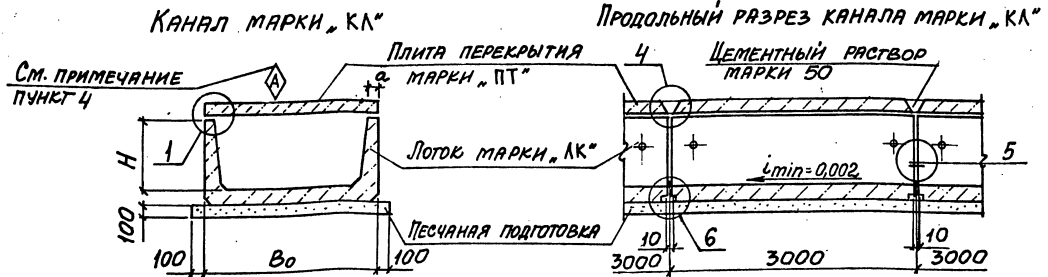 Канал марки „КЛ“
Продольный разрез канала марки „КЛ“
См. примечание
пункт 4
А
Плита перекрытия
марки „ПТ“
а
4
Цементный раствор
марки 50
1
Н
Лоток марки „ЛК“
5
imin=0,002
100
Песчаная подготовка
6
10
10
100
Во
100
3000
3000
3000